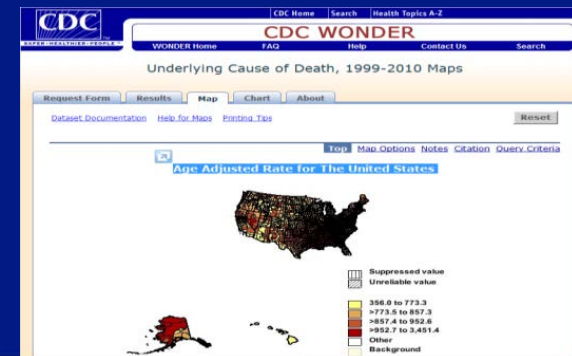 CDC Home Search Health Topics A-Z
CDC
SAFER • HEALTHIER • PEOPLE™
CDC WONDER
WONDER Home FAQ Help Contact Us Search
Underlying Cause of Death, 1999-2010 Maps
Request Form Results Map Chart About
Dataset Documentation Help for Maps Printing Tips Reset
Top Map Options Notes Citation Query Criteria
Age Adjusted Rate for The United States
Suppressed value
Unreliable value
356.0 to 773.3
>773.5 to 857.3
>857.4 to 952.6
>952.7 to 3,451.4
Other
Background